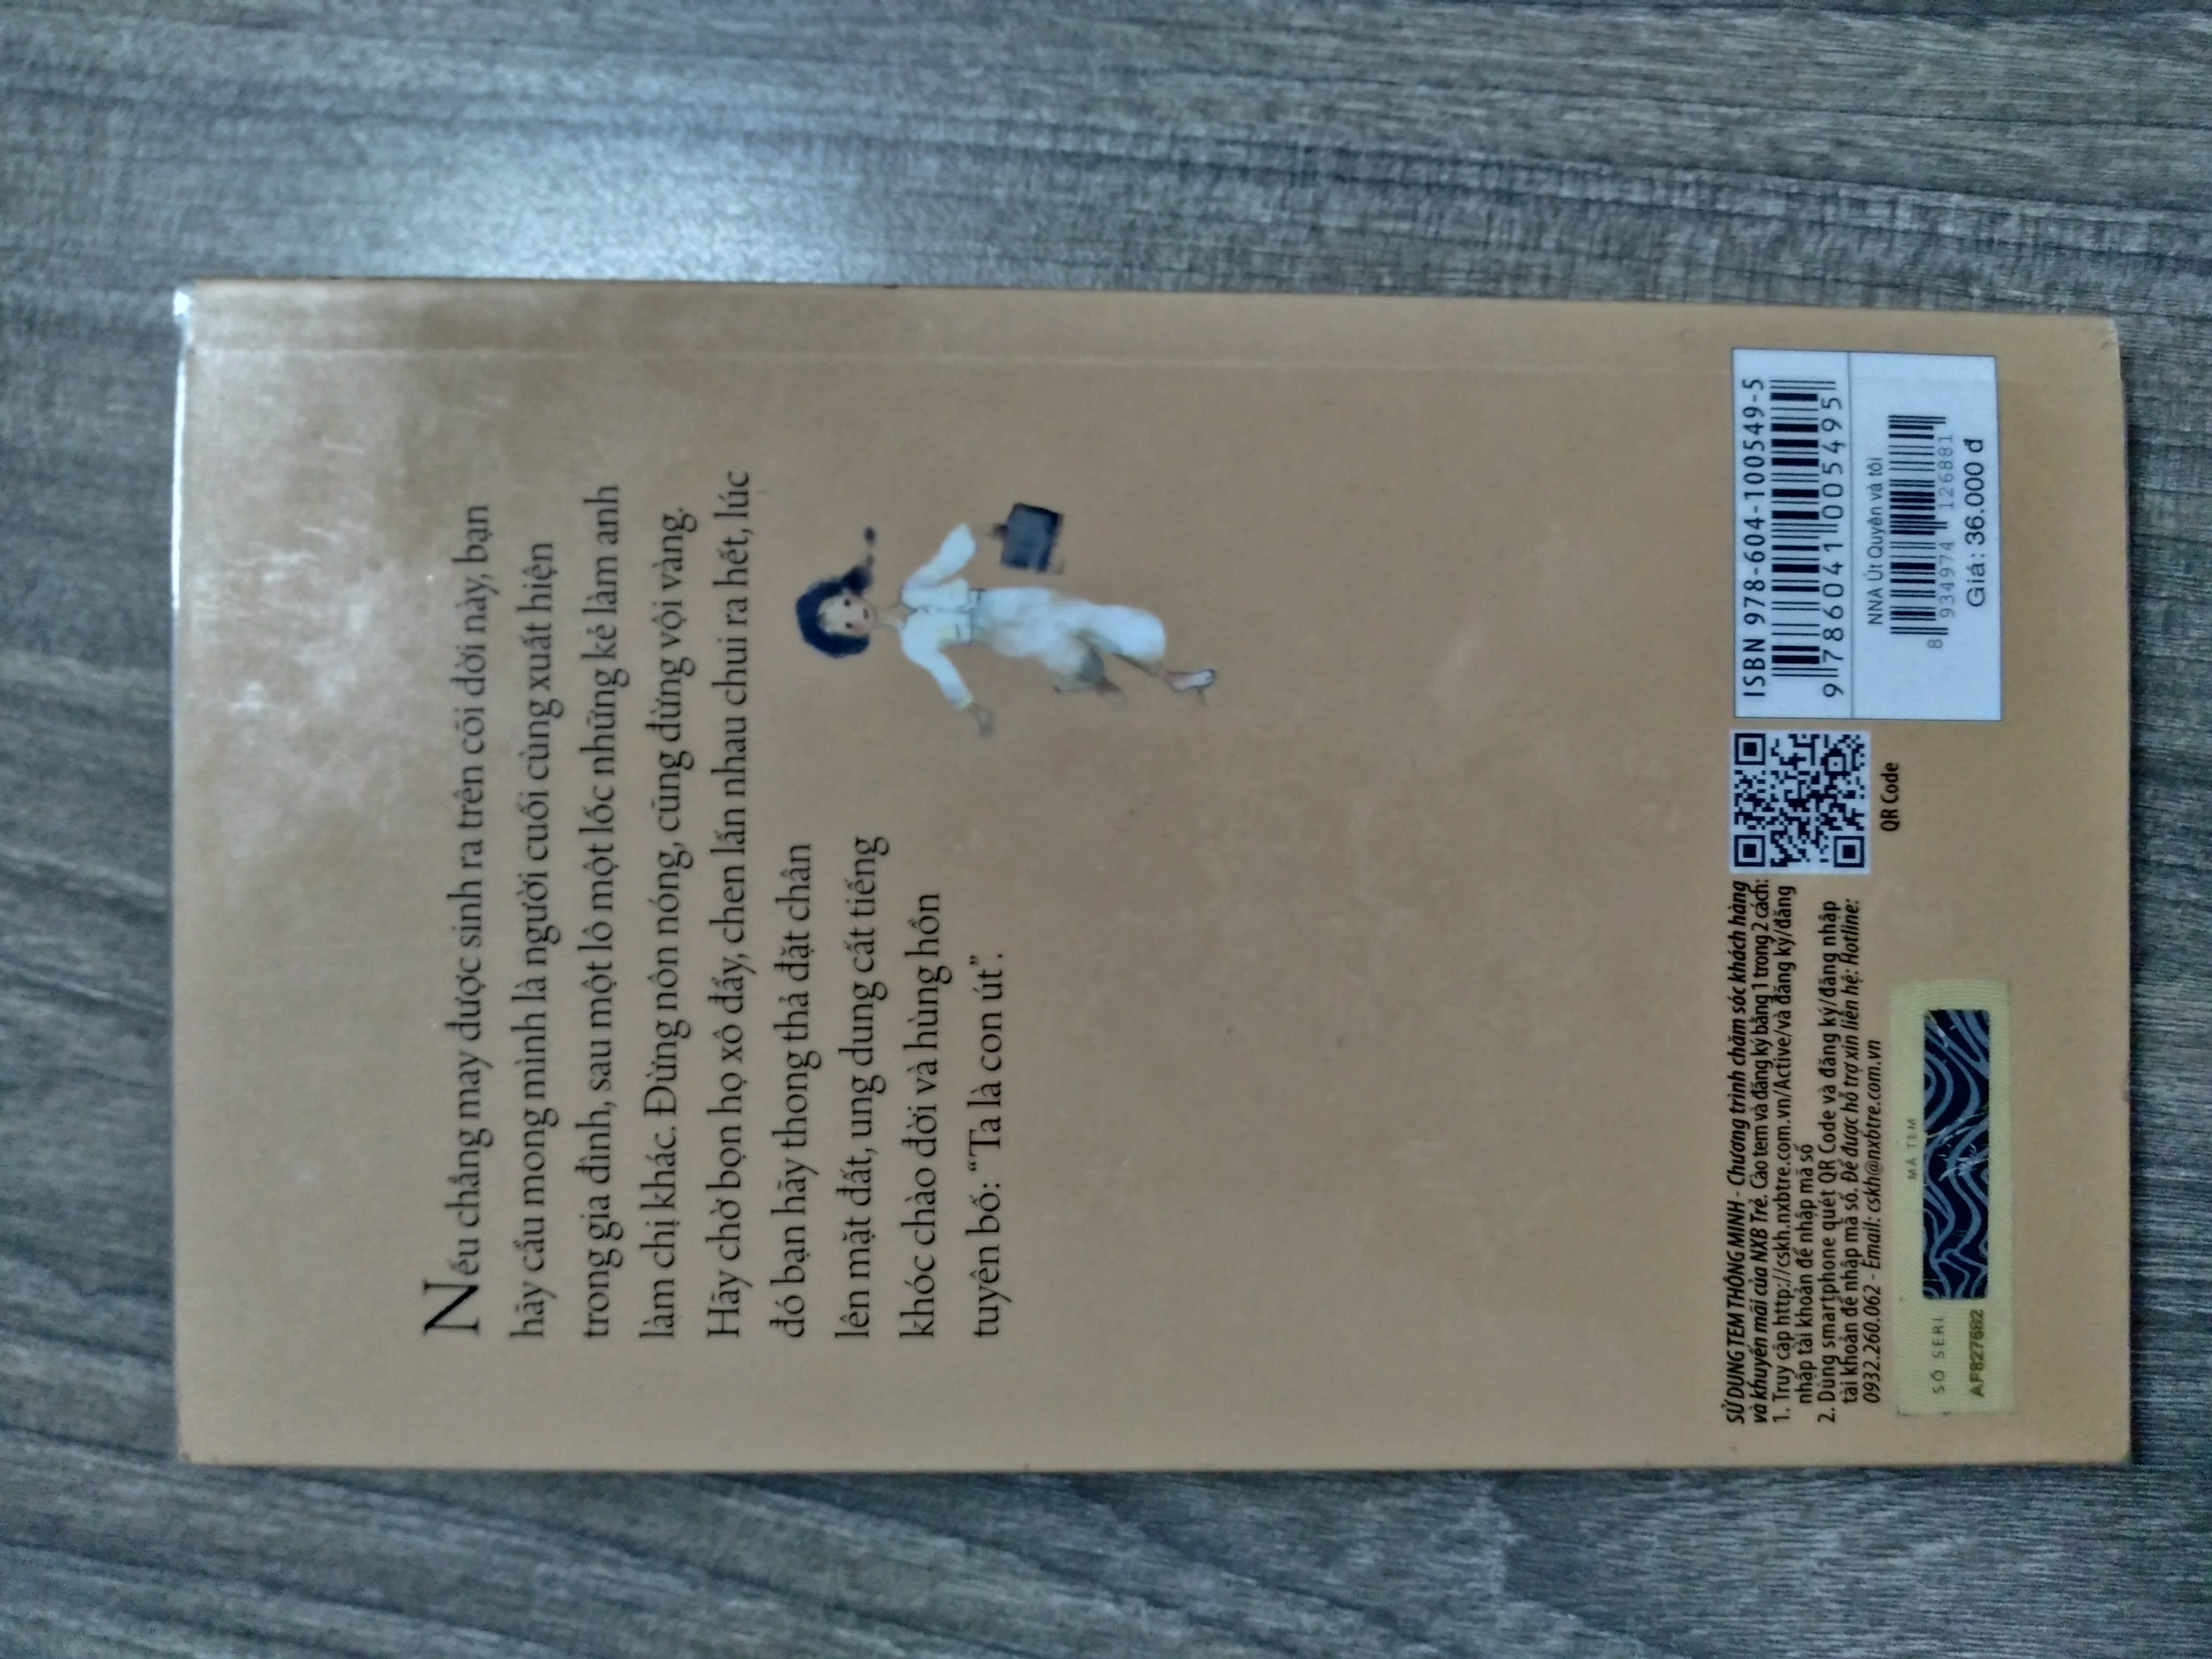 Nếu chẳng may được sinh ra trên cõi đời này, bạn
hãy cầu mong mình là người cuối cùng xuất hiện
trong gia đình, sau một lô một lốc những kẻ làm anh
làm chị khác. Đừng nôn nóng, cũng đừng vội vàng.
Hãy chờ bọn họ xô đẩy, chen lấn nhau chui ra hết, lúc
đó bạn hãy thong thả đặt chân
lên mặt đất, ung dung cất tiếng
khóc chào đời và hùng hồn
tuyên bố: “Ta là con út”.
SỬ DỤNG TEM THÔNG MINH - Chương trình chăm sóc khách hàng
và khuyến mãi của NXB Trẻ. Cào tem và đăng ký bằng 1 trong 2 cách:
1. Truy cập http://cskh.nxbtre.com.vn/Active/và đăng ký/đăng
nhập tài khoản để nhập mã số
2. Dùng smartphone quét QR Code và đăng ký/đăng nhập
tài khoản để nhập mã số. Để được hỗ trợ xin liên hệ: Hotline:
0932.260.062 - Email: cskh@nxbtre.com.vn
QR Code
MÃ TEM
SỐ SERI
AF827592
ISBN 978-604-100549-5
9 786041 005495
NNA Út Quyên và tôi
8 934974 126881
Giá: 36.000 đ